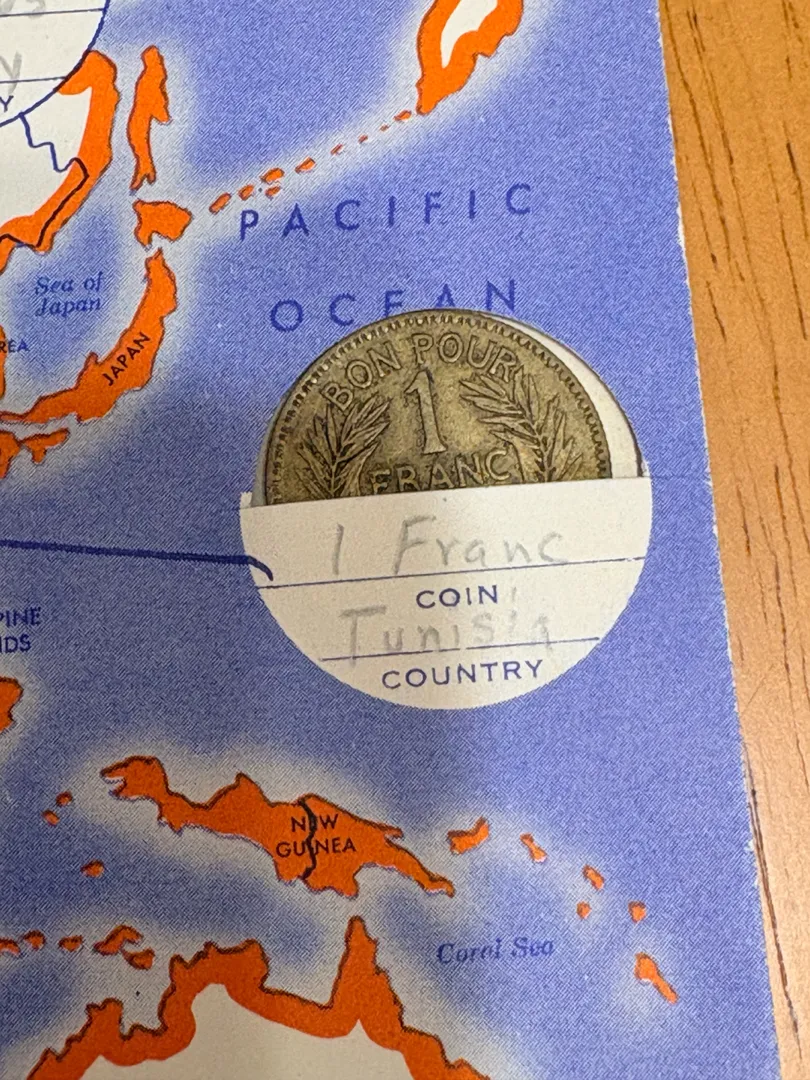 Y
PACIFIC
OCEAN
Sea of
Japan
JAPAN
BON POUR
1
FRANC
1 Franc
COIN
Tunisia
COUNTRY
NEW
GUINEA
Coral Sea